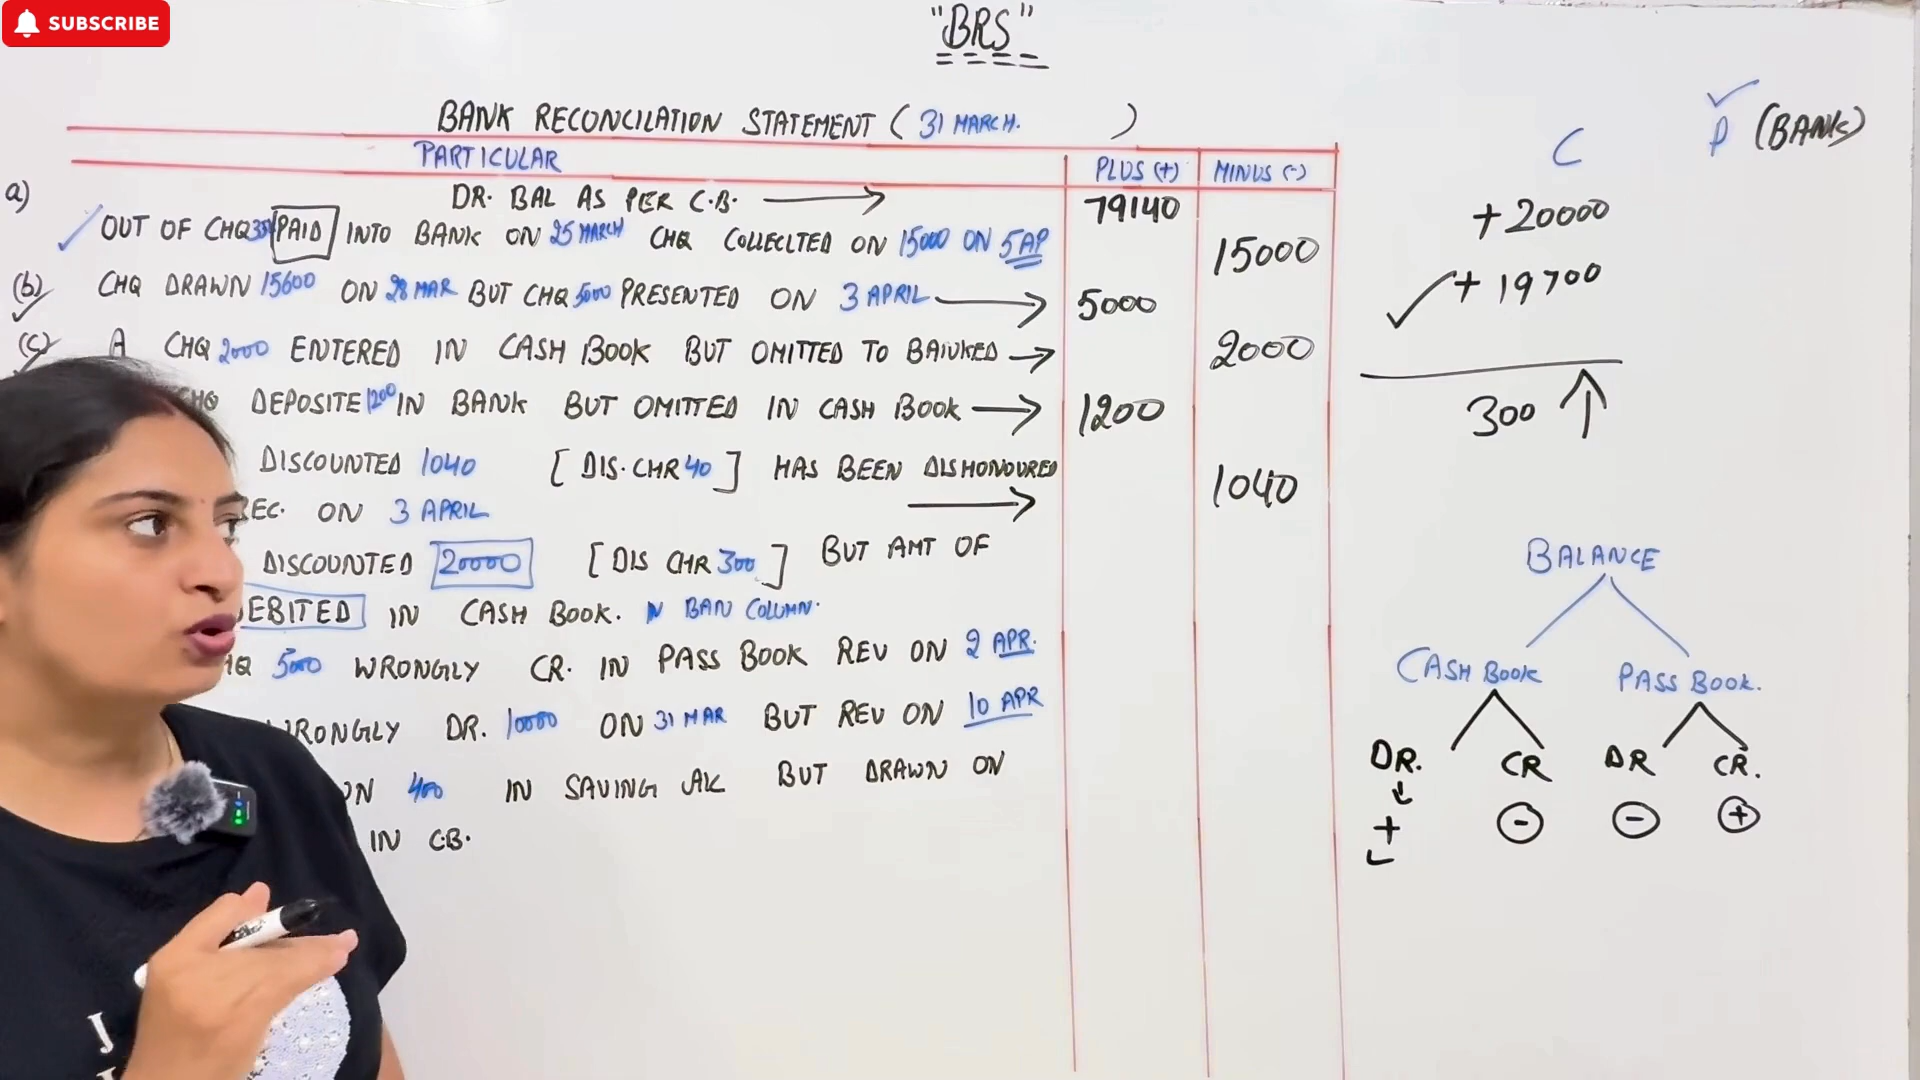 SUBSCRIBE
"BRS"
BANK RECONCILATION STATEMENT ( 31 MARCH. )
PARTICULAR PLUS (+) MINUS (-)
a) DR. BAL AS PER C.B. → 79140
OUT OF CHQ PAID INTO BANK ON 25 MARCH CHQ COLLECLTED ON 15000 ON 5 AP 15000
(b) CHQ DRAWN 15600 ON 28 MAR BUT CHQ 5000 PRESENTED ON 3 APRIL → 5000
(c) A CHQ 2000 ENTERED IN CASH BOOK BUT OMITTED TO BANKED → 2000
DEPOSITE 1200 IN BANK BUT OMITTED IN CASH BOOK → 1200
DISCOUNTED 1040 [ DIS. CHR 40 ] HAS BEEN DISHONOURED
REC. ON 3 APRIL → 1040
DISCOUNTED 20000 [ DIS CHR 300 ] BUT AMT OF
EBITED IN CASH BOOK. N BAN COLUMN.
HQ 5000 WRONGLY CR. IN PASS BOOK REV ON 2 APR.
WRONGLY DR. 10000 ON 31 MAR BUT REV ON 10 APR
ON 400 IN SAVING A/C BUT DRAWN ON
IN C.B.
C P (BANK)
+20000
+19700
300 ↑
BALANCE
CASH BOOK PASS BOOK.
DR. CR DR CR.
+ - - +
J